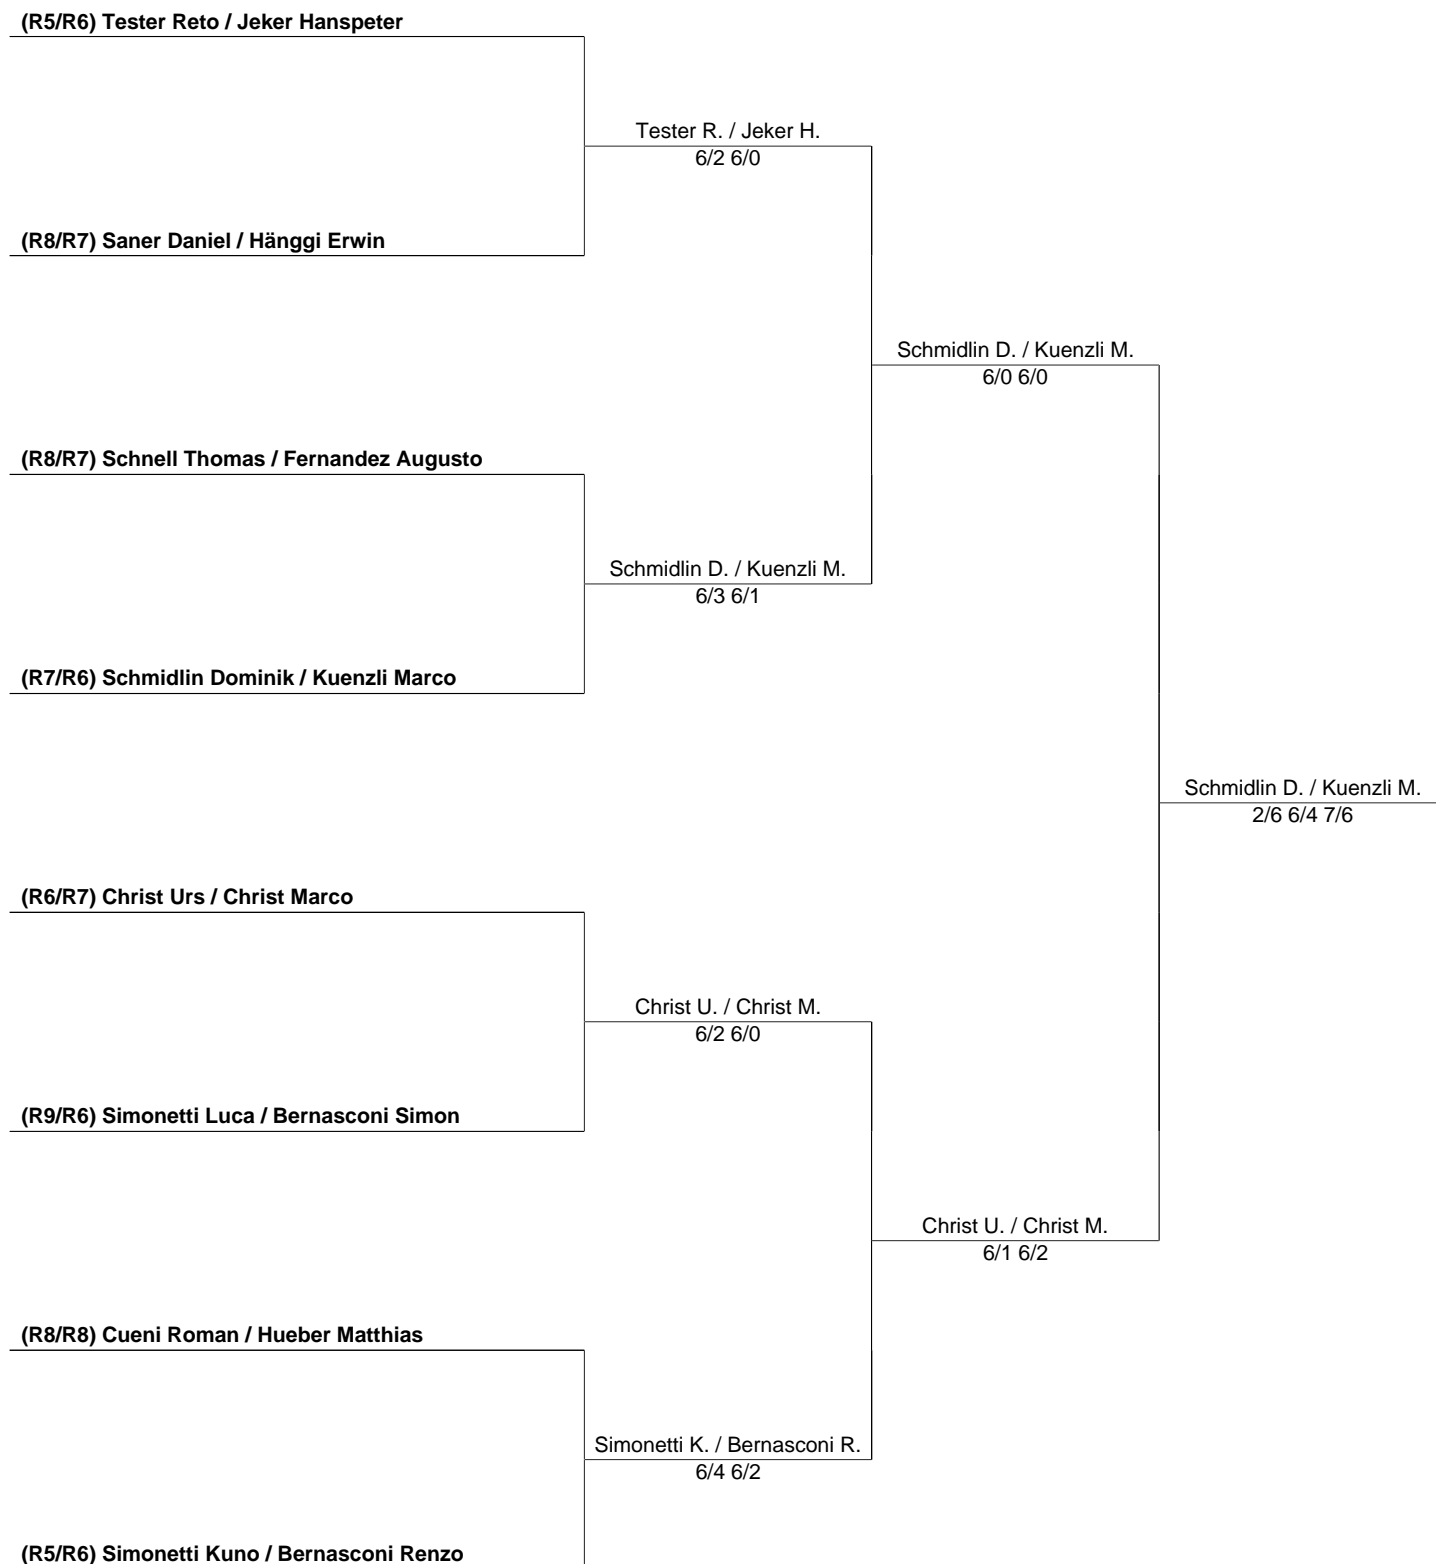 (R5/R6) Tester Reto / Jeker Hanspeter
Tester R. / Jeker H.
6/2 6/0
(R8/R7) Saner Daniel / Hänggi Erwin
Schmidlin D. / Kuenzli M.
6/0 6/0
(R8/R7) Schnell Thomas / Fernandez Augusto
Schmidlin D. / Kuenzli M.
6/3 6/1
(R7/R6) Schmidlin Dominik / Kuenzli Marco
Schmidlin D. / Kuenzli M.
2/6 6/4 7/6
(R6/R7) Christ Urs / Christ Marco
Christ U. / Christ M.
6/2 6/0
(R9/R6) Simonetti Luca / Bernasconi Simon
Christ U. / Christ M.
6/1 6/2
(R8/R8) Cueni Roman / Hueber Matthias
Simonetti K. / Bernasconi R.
6/4 6/2
(R5/R6) Simonetti Kuno / Bernasconi Renzo